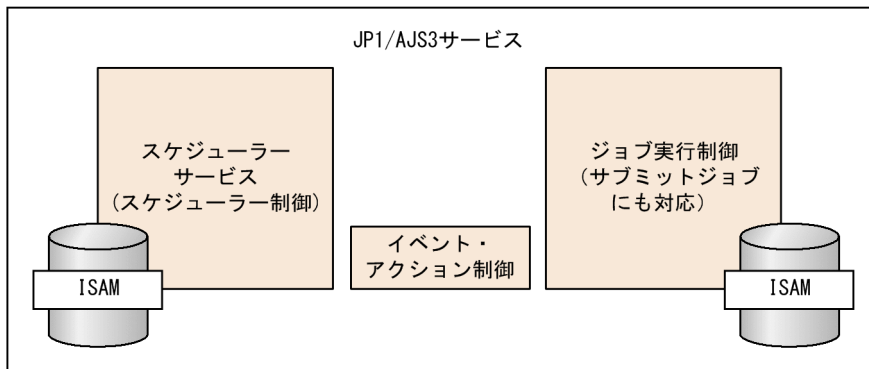 JP1/AJS3サービス
スケジューラー
サービス
(スケジューラー制御)
ジョブ実行制御
(サブミットジョブ
にも対応)
イベント・
アクション制御
ISAM
ISAM